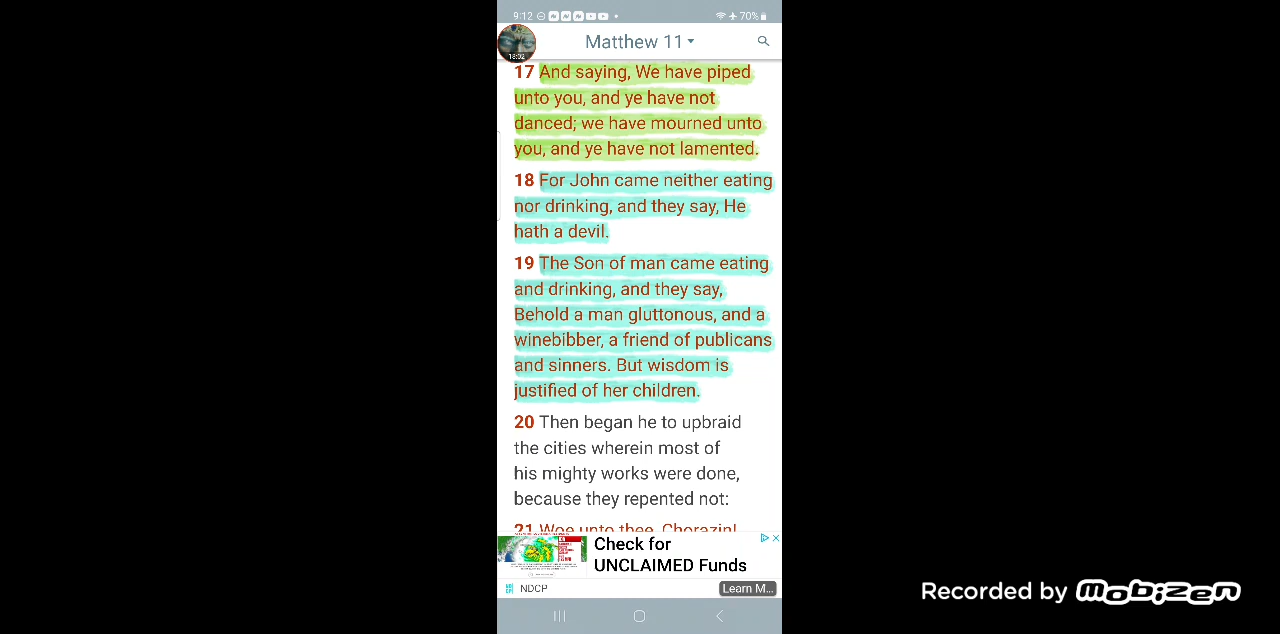 9:12 70%
18:02
Matthew 11
17 And saying, We have piped
unto you, and ye have not
danced; we have mourned unto
you, and ye have not lamented.
18 For John came neither eating
nor drinking, and they say, He
hath a devil.
19 The Son of man came eating
and drinking, and they say,
Behold a man gluttonous, and a
winebibber, a friend of publicans
and sinners. But wisdom is
justified of her children.
20 Then began he to upbraid
the cities wherein most of
his mighty works were done,
because they repented not:
21 Woe unto thee, Chorazin!
Check for
UNCLAIMED Funds
NDCP
Learn M...
Recorded by mobizen